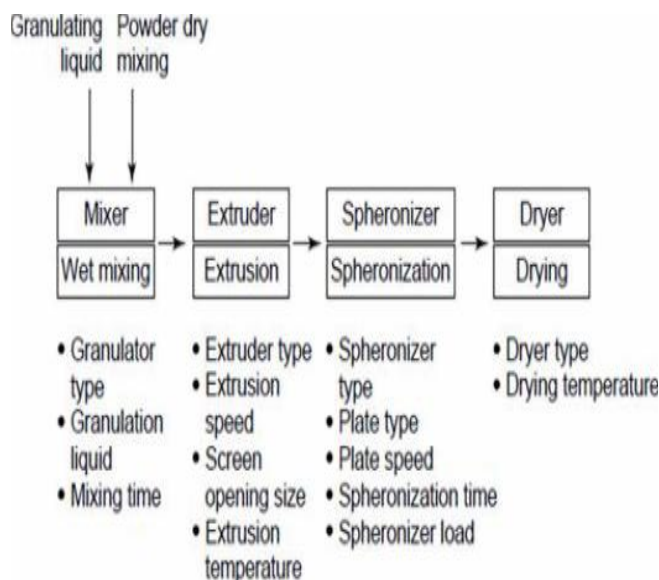 Granulating
liquid
Powder dry
mixing
Mixer
Wet mixing
Extruder
Extrusion
Spheronizer
Spheronization
Dryer
Drying
• Granulator
type
• Granulation
liquid
• Mixing time
• Extruder type
• Extrusion
speed
• Screen
opening size
• Extrusion
temperature
• Spheronizer
type
• Plate type
• Plate speed
• Spheronization time
• Spheronizer load
• Dryer type
• Drying temperature